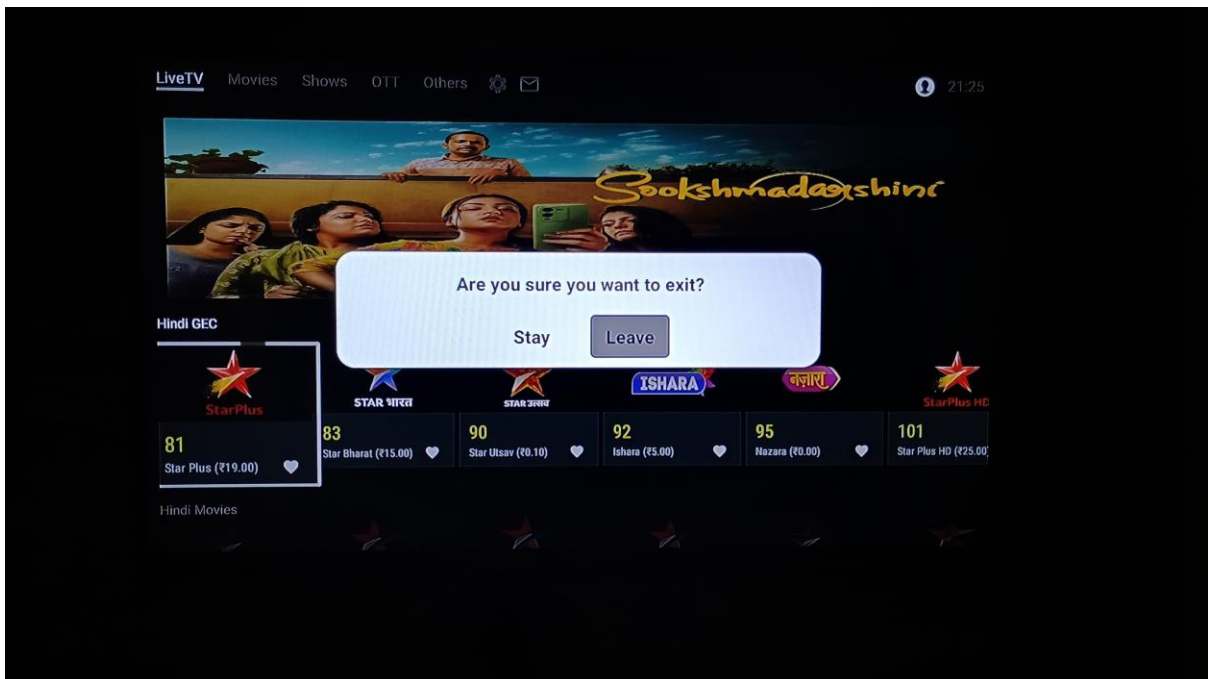 LiveTV Movies Shows OTT Others 21:25
Sookshmadarshini
Are you sure you want to exit?
Stay Leave
Hindi GEC
StarPlus STAR भारत STAR उत्सव ISHARA नज़ारा StarPlus HD
81 83 90 92 95 101
Star Plus (₹19.00) Star Bharat (₹15.00) Star Utsav (₹0.10) Ishara (₹5.00) Nazara (₹0.00) Star Plus HD (₹25.00
Hindi Movies